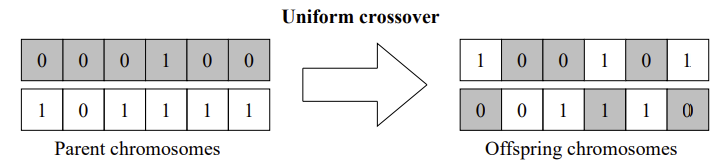 Uniform crossover
0 0 0 1 0 0
1 0 1 1 1 1
Parent chromosomes
1 0 0 1 0 1
0 0 1 1 1 0
Offspring chromosomes